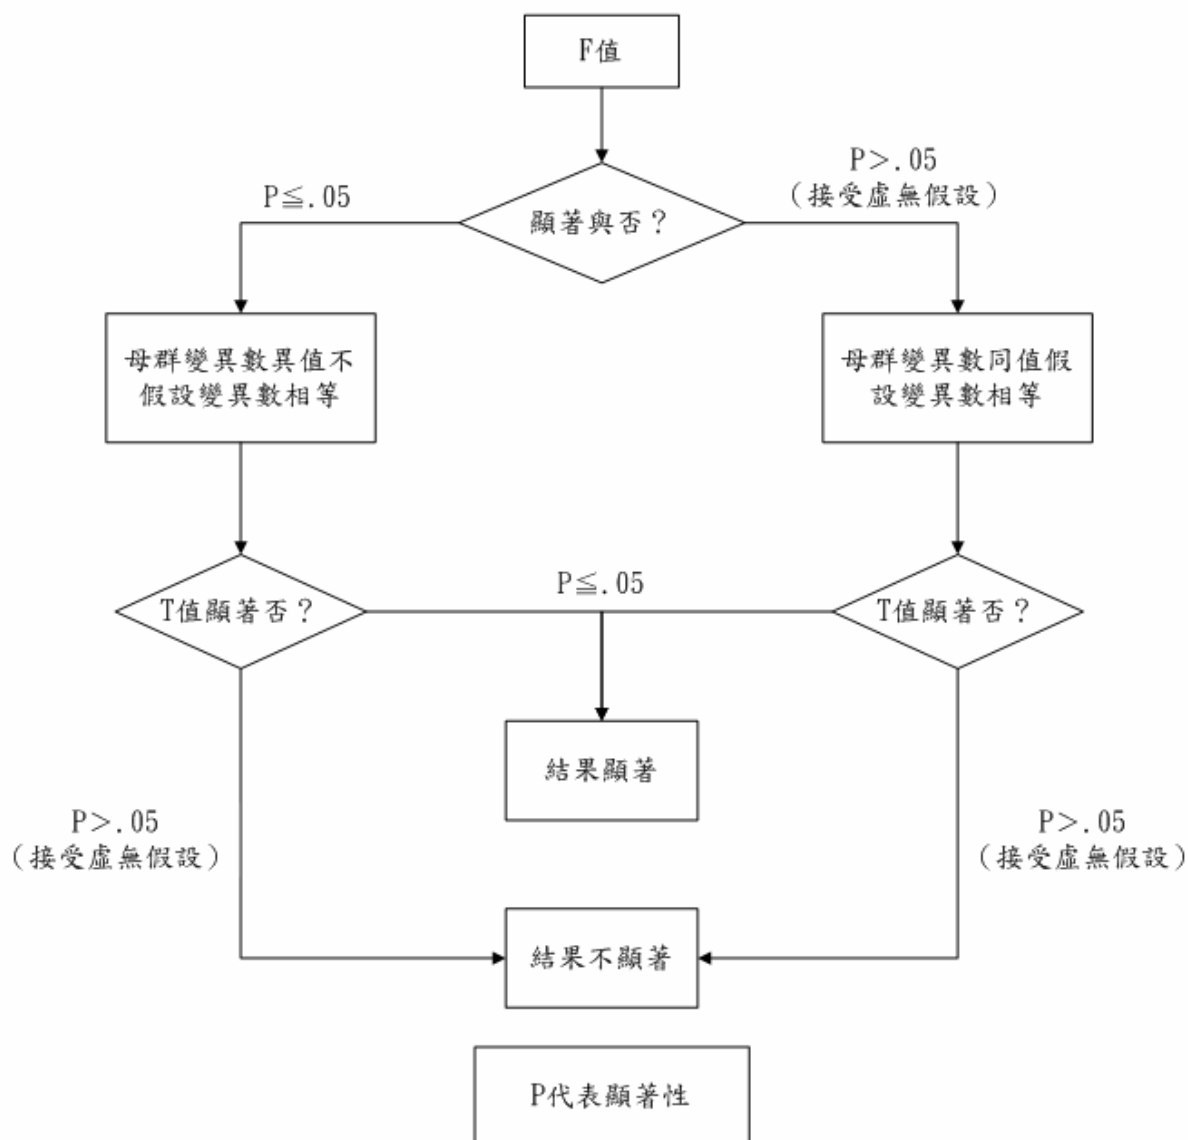 F值
P≦.05
P>.05
（接受虛無假設）
顯著與否？
母群變異數異值不
假設變異數相等
母群變異數同值假
設變異數相等
T值顯著否？
P≦.05
T值顯著否？
結果顯著
P>.05
（接受虛無假設）
P>.05
（接受虛無假設）
結果不顯著
P代表顯著性